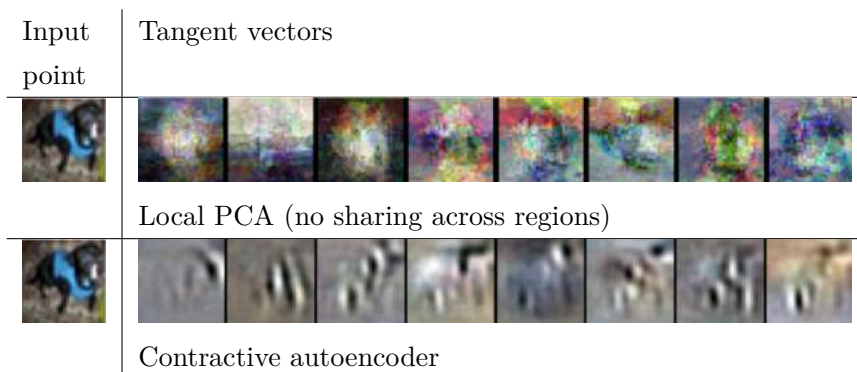 Input
point
Tangent vectors
Local PCA (no sharing across regions)
Contractive autoencoder